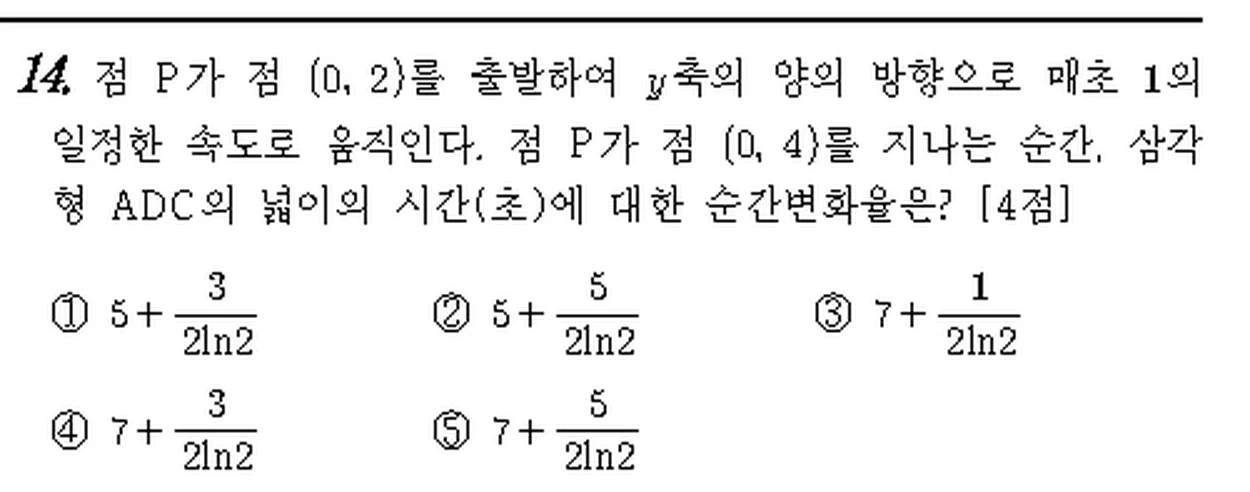 14. 점 P가 점 (0, 2)를 출발하여 y축의 양의 방향으로 매초 1의
일정한 속도로 움직인다. 점 P가 점 (0, 4)를 지나는 순간, 삼각
형 ADC의 넓이의 시간(초)에 대한 순간변화율은? [4점]
① 5+3/2ln2 ② 5+5/2ln2 ③ 7+1/2ln2
④ 7+3/2ln2 ⑤ 7+5/2ln2